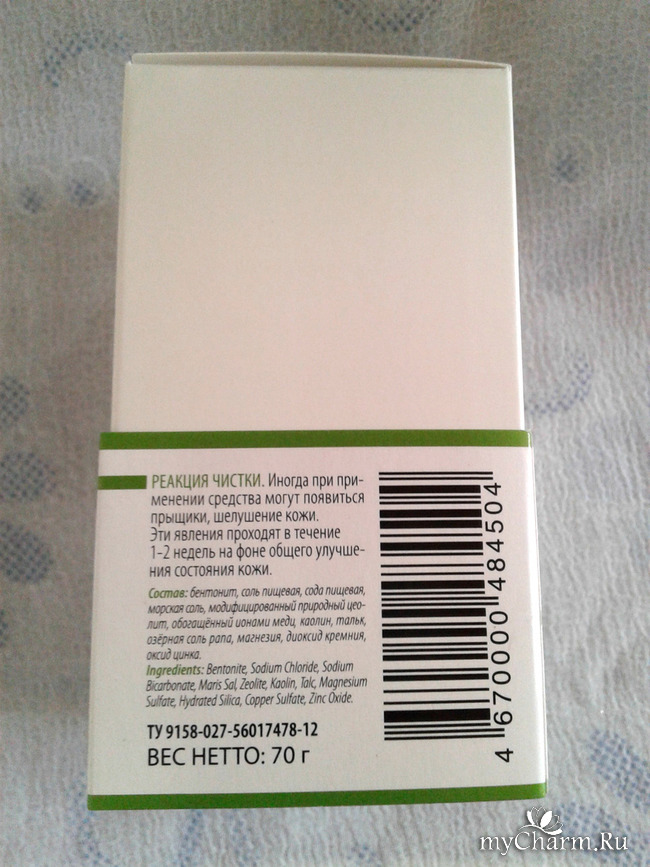 РЕАКЦИЯ ЧИСТКИ. Иногда при при-
менении средства могут появиться
прыщики, шелушение кожи.
Эти явления проходят в течение
1-2 недель на фоне общего улучше-
ния состояния кожи.
Состав: бентонит, соль пищевая, сода пищевая,
морская соль, модифицированный природный цео-
лит, обогащённый ионами меди, каолин, тальк,
озёрная соль рапа, магнезия, диоксид кремния,
оксид цинка.
Ingredients: Bentonite, Sodium Chloride, Sodium
Bicarbonate, Maris Sal, Zeolite, Kaolin, Talc, Magnesium
Sulfate, Hydrated Silica, Copper Sulfate, Zinc Oxide.
ТУ 9158-027-56017478-12
ВЕС НЕТТО: 70 г
4 670000 484504
myCharm.Ru